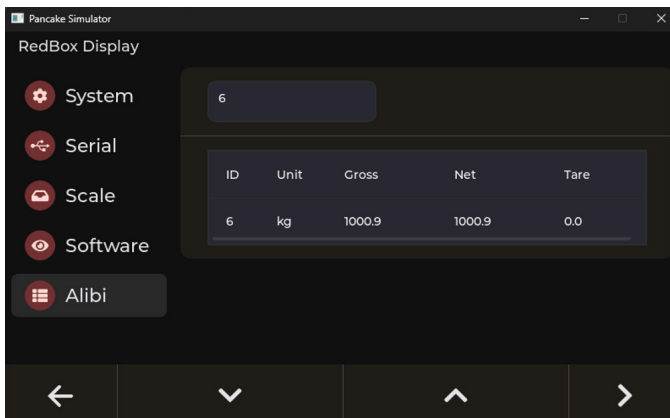 Pancake Simulator
RedBox Display
System
Serial
Scale
Software
Alibi
6
ID Unit Gross Net Tare
6 kg 1000.9 1000.9 0.0